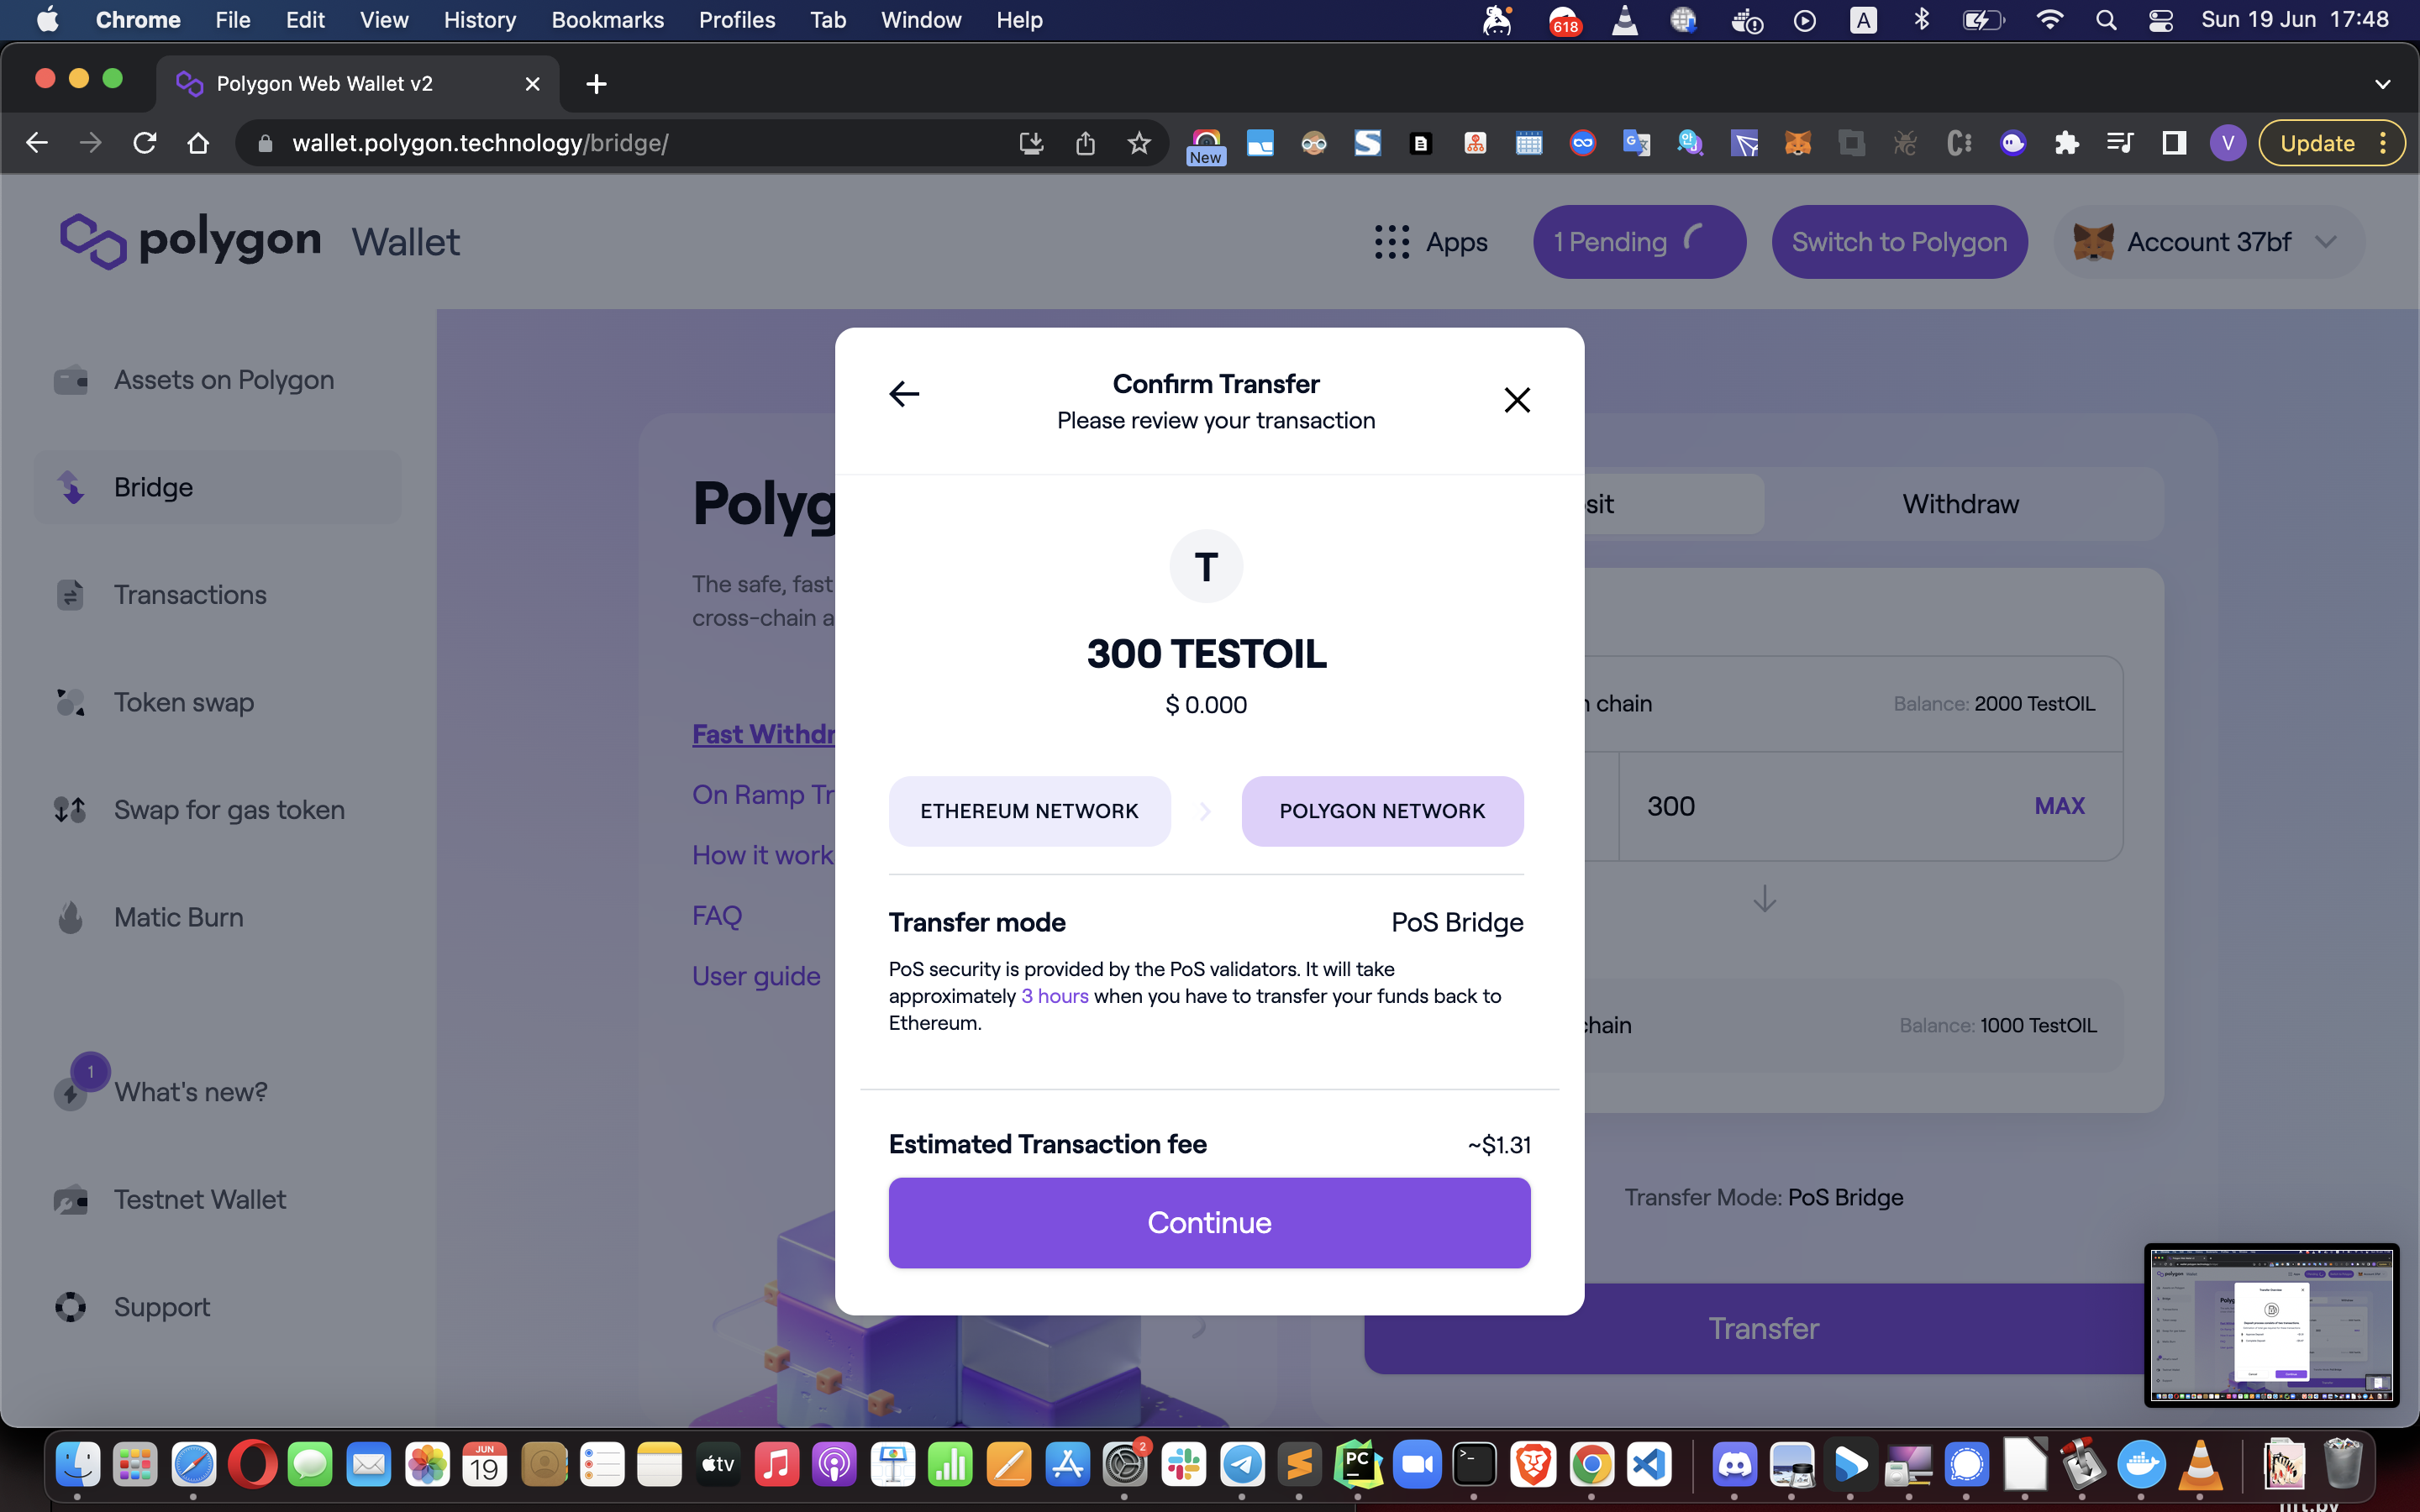 Chrome File Edit View History Bookmarks Profiles Tab Window Help
618
A
Sun 19 Jun 17:48
Polygon Web Wallet v2
wallet.polygon.technology/bridge/
New
V
Update
polygon Wallet
Apps
1 Pending
Switch to Polygon
Account 37bf
Assets on Polygon
Bridge
Transactions
Token swap
Swap for gas token
Matic Burn
1
What's new?
Testnet Wallet
Support
Polyg
The safe, fast
cross-chain a
Fast Withdr
On Ramp Tr
How it work
FAQ
User guide
Confirm Transfer
Please review your transaction
T
300 TESTOIL
$ 0.000
ETHEREUM NETWORK
POLYGON NETWORK
Transfer mode
PoS Bridge
PoS security is provided by the PoS validators. It will take
approximately 3 hours when you have to transfer your funds back to
Ethereum.
Estimated Transaction fee
~$1.31
Continue
sit
Withdraw
chain
Balance: 2000 TestOIL
300
MAX
chain
Balance: 1000 TestOIL
Transfer Mode: PoS Bridge
Transfer
JUN
19
tv
2
PC
nft.by